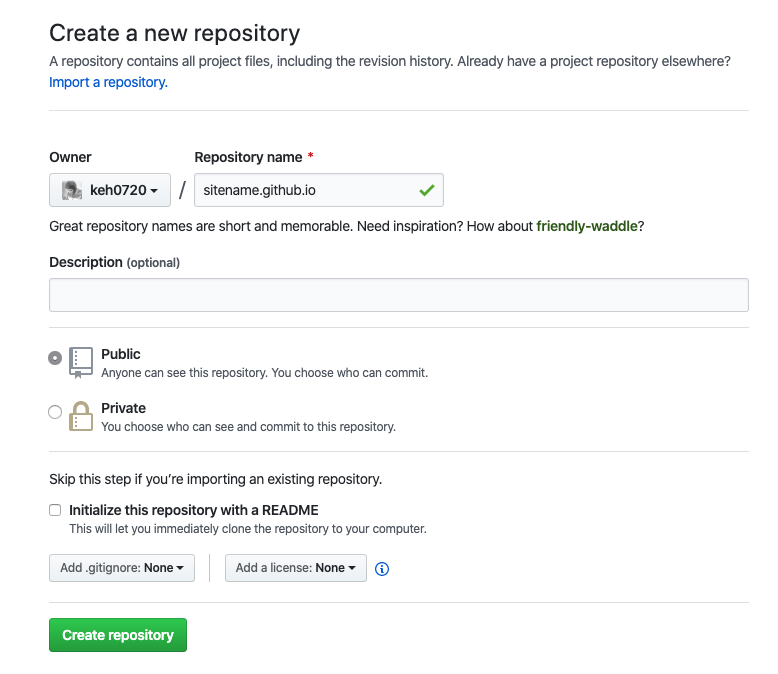 Create a new repository
A repository contains all project files, including the revision history. Already have a project repository elsewhere?
Import a repository.
Owner
Repository name *
keh0720 / sitename.github.io
Great repository names are short and memorable. Need inspiration? How about friendly-waddle?
Description (optional)
Public
Anyone can see this repository. You choose who can commit.
Private
You choose who can see and commit to this repository.
Skip this step if you’re importing an existing repository.
Initialize this repository with a README
This will let you immediately clone the repository to your computer.
Add .gitignore: None
Add a license: None
Create repository